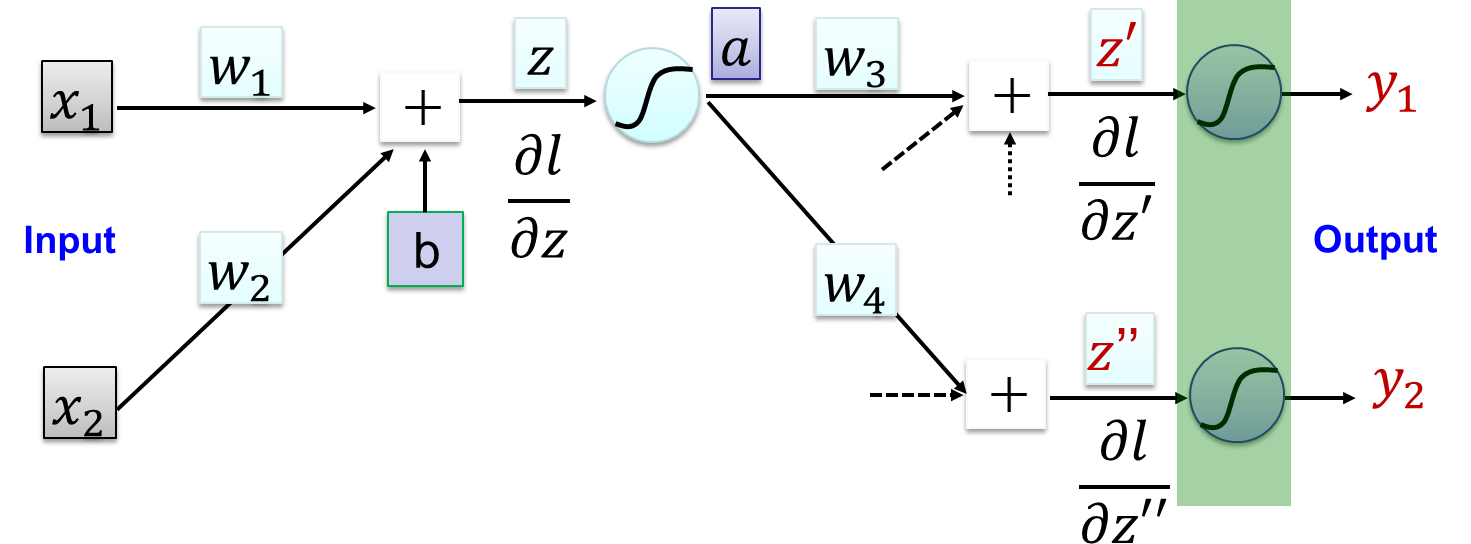 x₁
w₁
+
b
z
∂l/∂z
a
w₃
+
z′
∂l/∂z′
y₁
Input
Output
w₂
x₂
w₄
+
z”
∂l/∂z′′
y₂